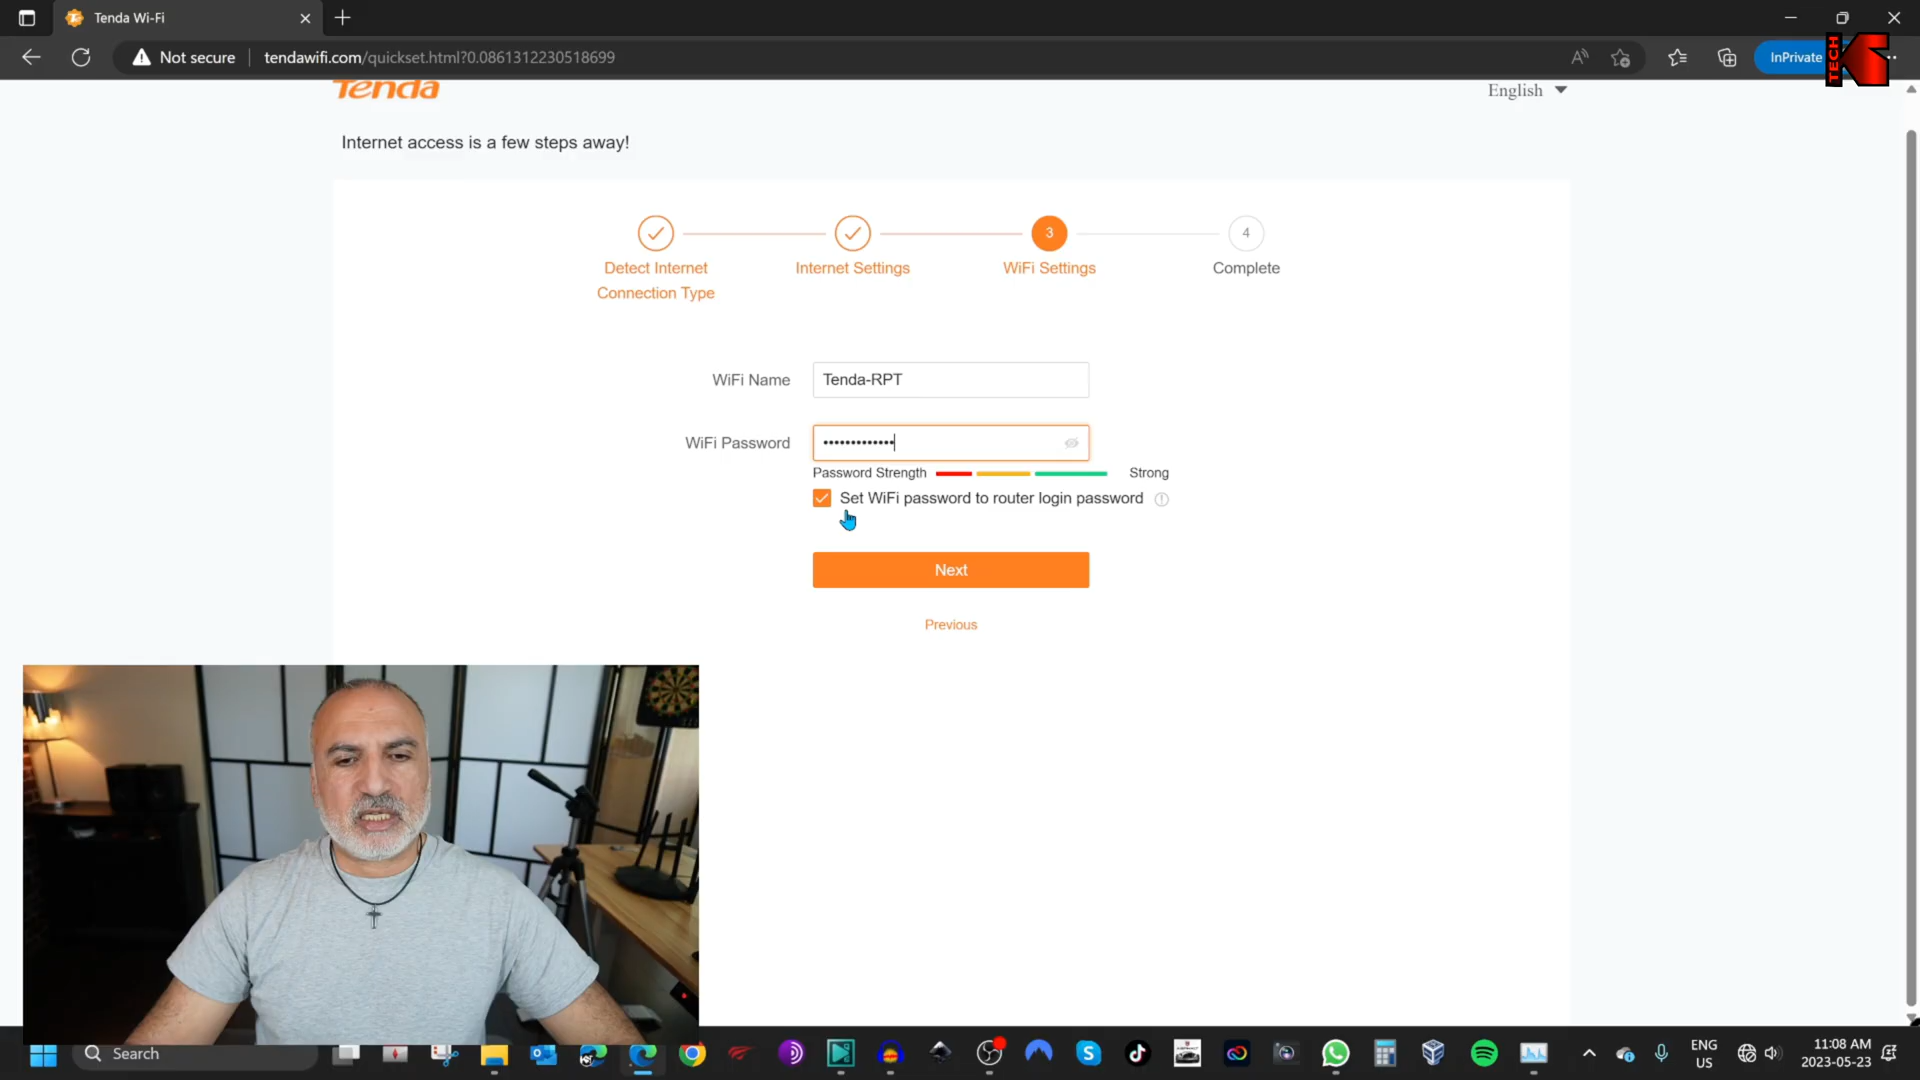 Tenda Wi-Fi
Not secure
tendawifi.com/quickset.html?0.0861312230518699
InPrivate
TECH K
Tenda
English
Internet access is a few steps away!
3
4
Detect Internet
Connection Type
Internet Settings
WiFi Settings
Complete
WiFi Name
Tenda-RPT
WiFi Password
•••••••••••••
Password Strength
Strong
Set WiFi password to router login password
Next
Previous
Search
ENG
US
11:08 AM
2023-05-23